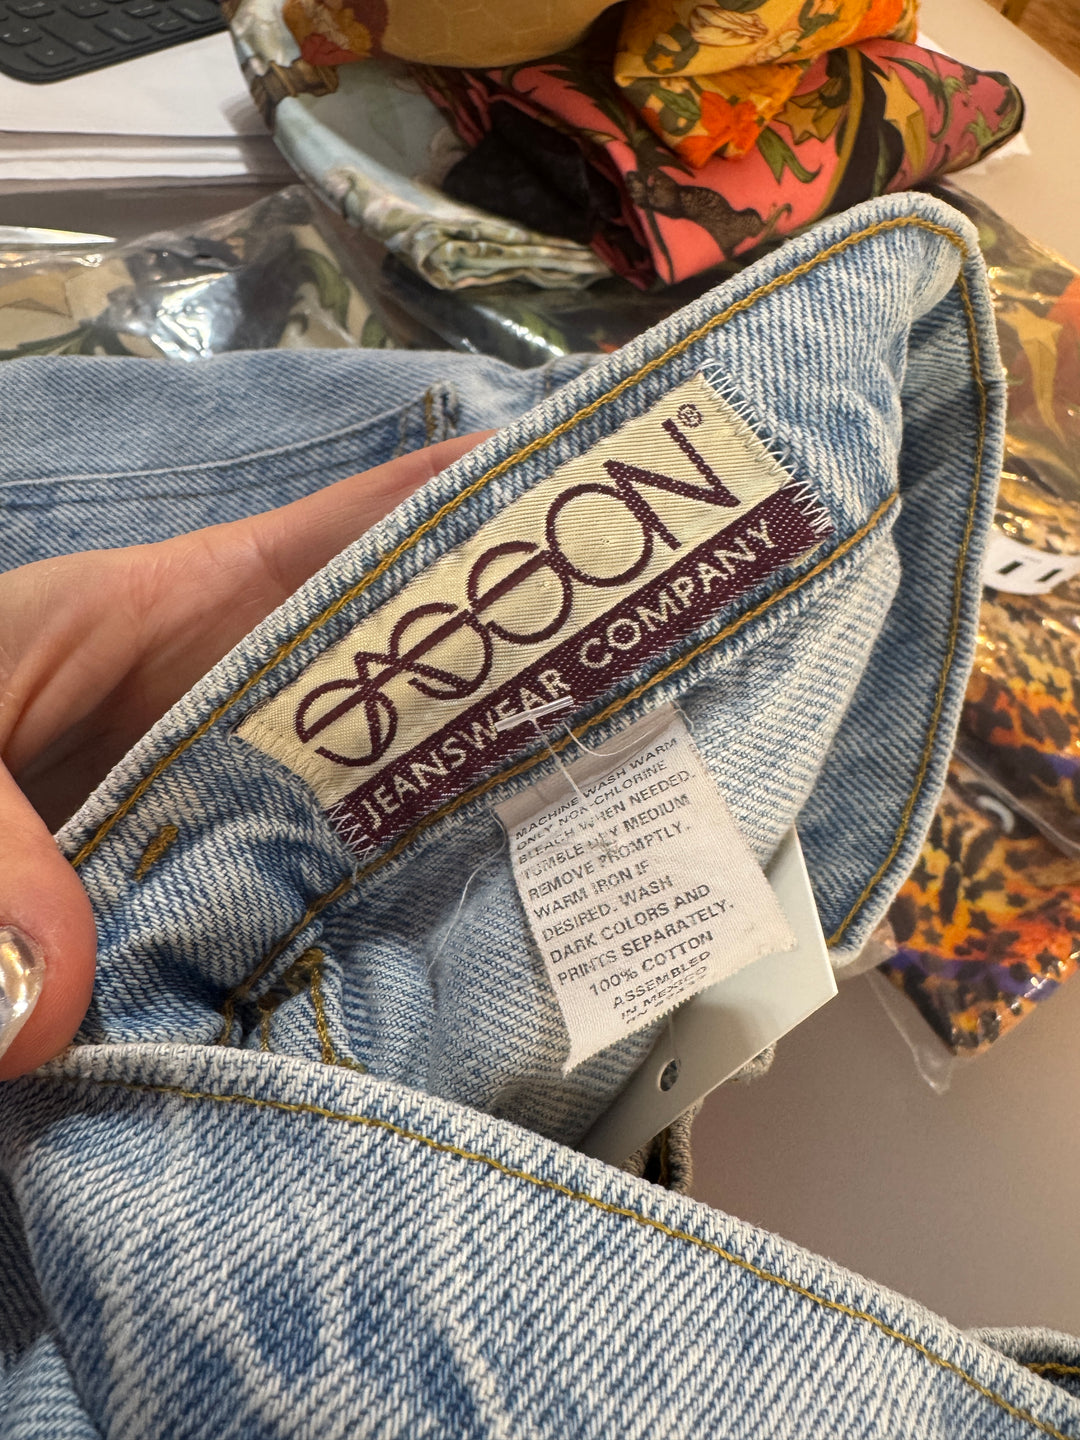 SASSON®
JEANSWEAR COMPANY
MACHINE WASH WARM
ONLY NON-CHLORINE
BLEACH WHEN NEEDED.
TUMBLE DRY MEDIUM
REMOVE PROMPTLY.
WARM IRON IF
DESIRED. WASH
DARK COLORS AND
PRINTS SEPARATELY.
100% COTTON
ASSEMBLED
IN MEXICO